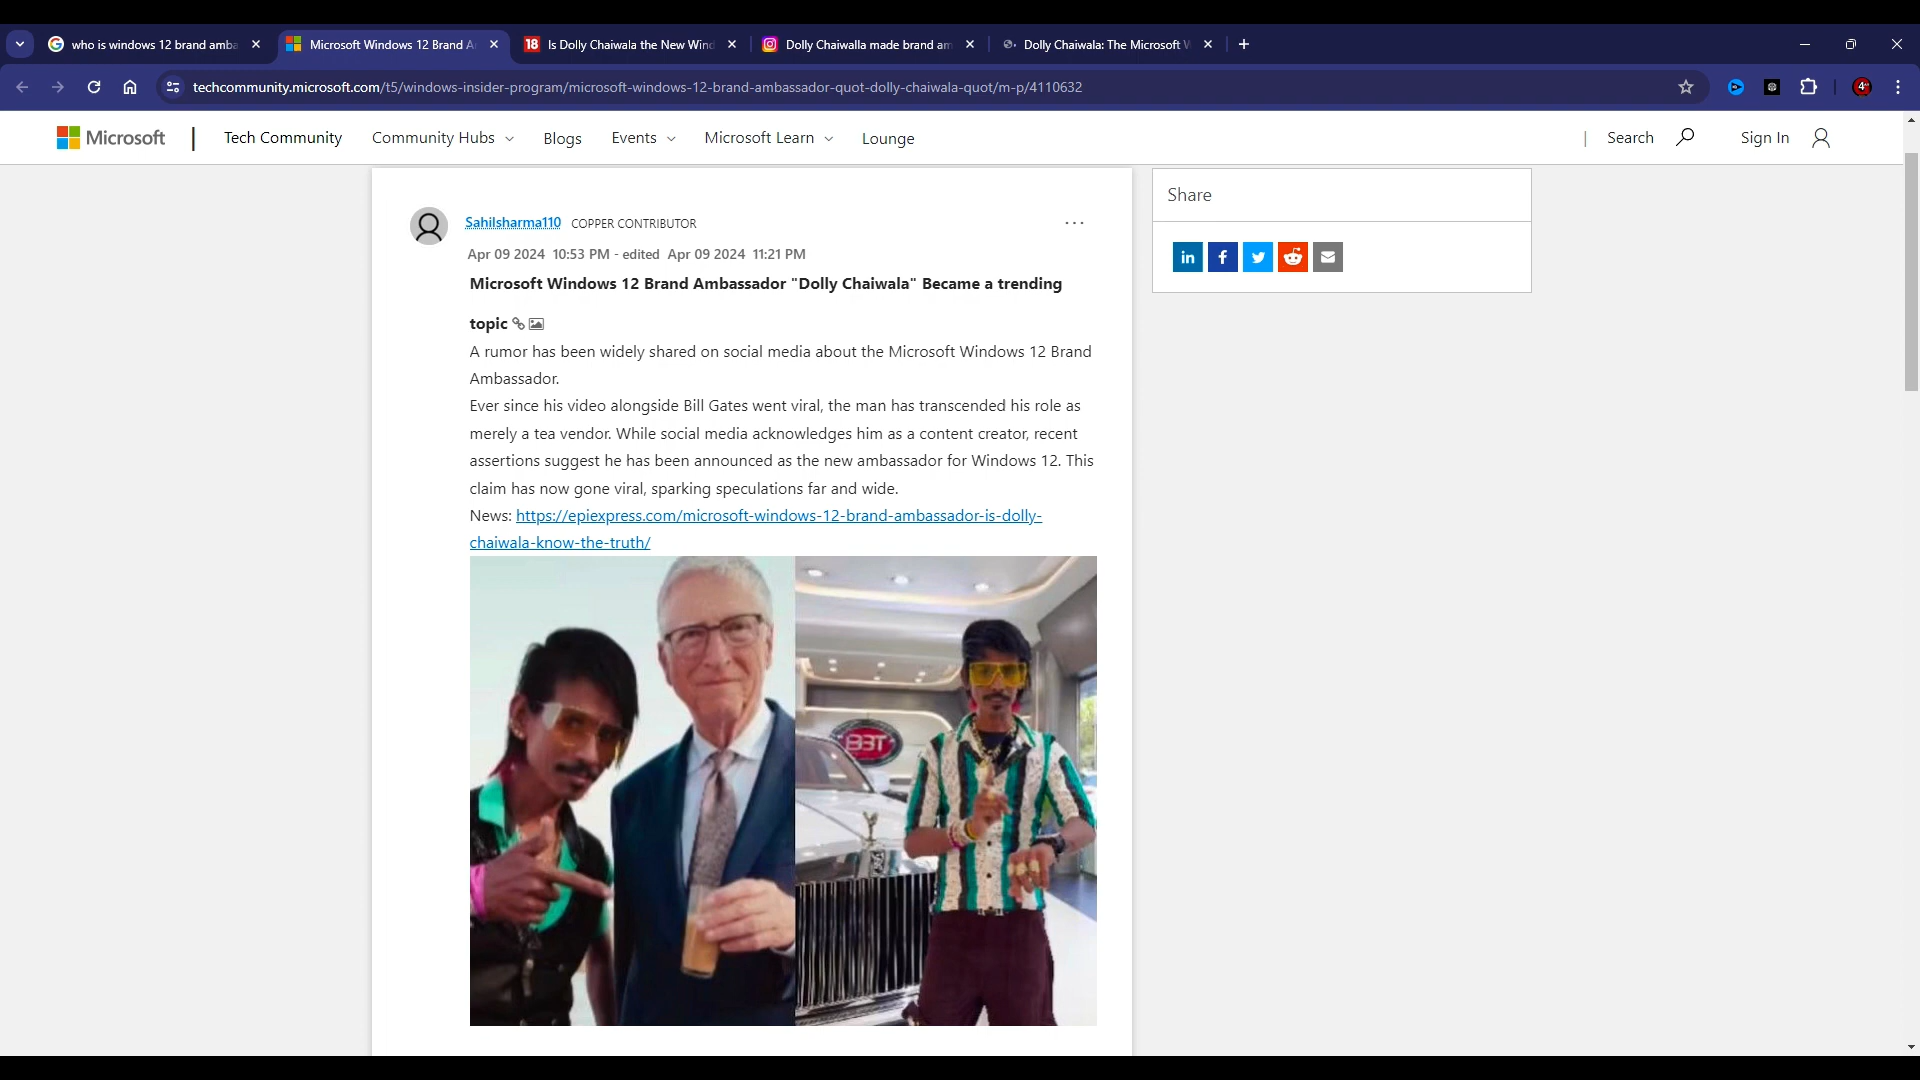 who is windows 12 brand amba
Microsoft Windows 12 Brand A
18
Is Dolly Chaiwala the New Wind
Dolly Chaiwalla made brand am
Dolly Chaiwala: The Microsoft W
techcommunity.microsoft.com/t5/windows-insider-program/microsoft-windows-12-brand-ambassador-quot-dolly-chaiwala-quot/m-p/4110632
Microsoft
Tech Community
Community Hubs
Blogs
Events
Microsoft Learn
Lounge
Search
Sign In
Share
Sahilsharma110 COPPER CONTRIBUTOR
Apr 09 2024 10:53 PM - edited Apr 09 2024 11:21 PM
Microsoft Windows 12 Brand Ambassador "Dolly Chaiwala" Became a trending
topic
A rumor has been widely shared on social media about the Microsoft Windows 12 Brand
Ambassador.
Ever since his video alongside Bill Gates went viral, the man has transcended his role as
merely a tea vendor. While social media acknowledges him as a content creator, recent
assertions suggest he has been announced as the new ambassador for Windows 12. This
claim has now gone viral, sparking speculations far and wide.
News: https://epiexpress.com/microsoft-windows-12-brand-ambassador-is-dolly-
chaiwala-know-the-truth/
BBT